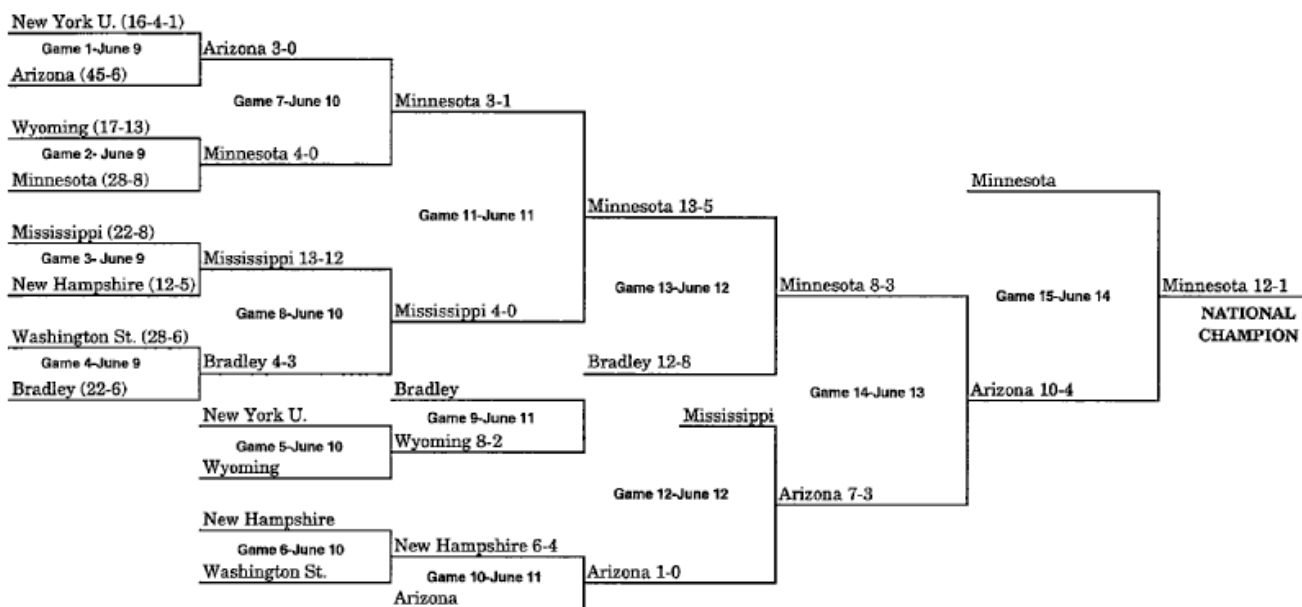 New York U. (16-4-1)
Game 1-June 9
Arizona 3-0
Arizona (45-6)
Game 7-June 10
Minnesota 3-1
Wyoming (17-13)
Game 2- June 9
Minnesota 4-0
Minnesota (28-8)
Minnesota
Game 11-June 11
Minnesota 13-5
Mississippi (22-8)
Game 3- June 9
Mississippi 13-12
New Hampshire (12-5)
Game 13-June 12
Minnesota 8-3
Game 15-June 14
Minnesota 12-1
Game 8-June 10
Mississippi 4-0
NATIONAL
CHAMPION
Washington St. (28-6)
Game 4-June 9
Bradley 4-3
Bradley 12-8
Bradley (22-6)
Bradley
Game 14-June 13
Arizona 10-4
New York U.
Game 9-June 11
Mississippi
Game 5-June 10
Wyoming 8-2
Wyoming
Game 12-June 12
Arizona 7-3
New Hampshire
Game 6-June 10
New Hampshire 6-4
Washington St.
Game 10-June 11
Arizona 1-0
Arizona